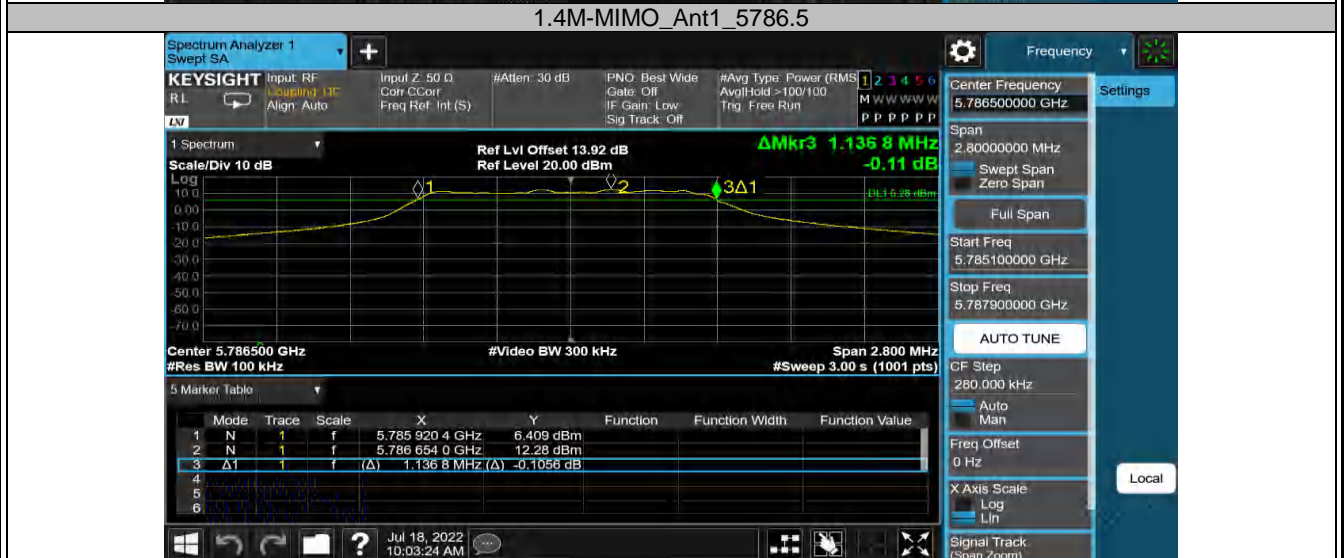 1.4M-MIMO_Ant1_5786.5
Spectrum Analyzer 1
Swept SA
+
Frequency
KEYSIGHT Input: RF Input Z: 50 Ω #Atten: 30 dB PNO: Best Wide #Avg Type: Power (RMS 1 2 3 4 5 6
RL Coupling: DC Corr CCorr Gate: Off Avg|Hold:>100/100 M W W W W W
Align: Auto Freq Ref: Int (S) IF Gain: Low Trig: Free Run
LXI Sig Track: Off P P P P P P
Center Frequency
5.786500000 GHz
Settings
1 Spectrum
Ref Lvl Offset 13.92 dB
ΔMkr3 1.136 8 MHz
Scale/Div 10 dB
Ref Level 20.00 dBm
-0.11 dB
Span
2.80000000 MHz
Swept Span
Zero Span
Log
1 2 3Δ1
10.0
DL1 6.28 dBm
0.00
-10.0
-20.0
-30.0
-40.0
-50.0
-60.0
-70.0
Full Span
Start Freq
5.785100000 GHz
Stop Freq
5.787900000 GHz
AUTO TUNE
Center 5.786500 GHz #Video BW 300 kHz Span 2.800 MHz
#Res BW 100 kHz #Sweep 3.00 s (1001 pts)
CF Step
280.000 kHz
Auto
Man
5 Marker Table
Mode Trace Scale X Y Function Function Width Function Value
1 N 1 f 5.785 920 4 GHz 6.409 dBm
2 N 1 f 5.786 654 0 GHz 12.28 dBm
3 Δ1 1 f (Δ) 1.136 8 MHz (Δ) -0.1056 dB
4
5
6
Freq Offset
0 Hz
X Axis Scale
Log
Lin
Local
? Jul 18, 2022
10:03:24 AM
Signal Track
(Span Zoom)